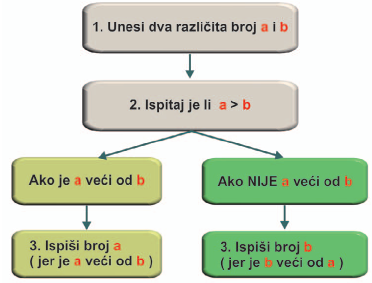 1. Unesi dva različita broj a i b
2. Ispitaj je li a > b
Ako je a veći od b
Ako NIJE a veći od b
3. Ispiši broj a
( jer je a veći od b )
3. Ispiši broj b
( jer je b veći od a )